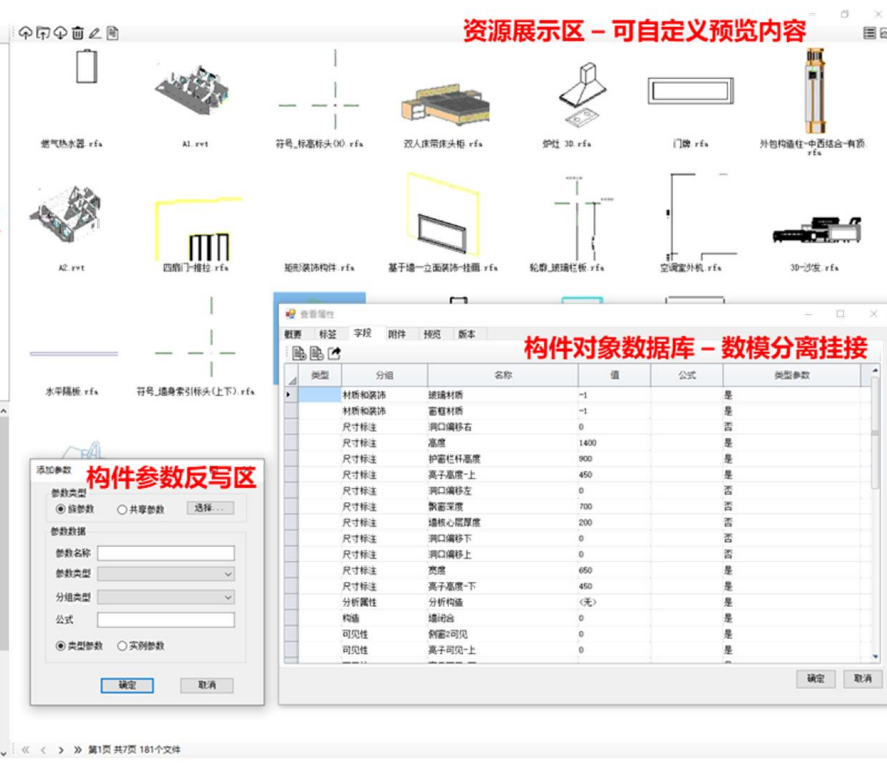 资源展示区 – 可自定义预览内容
燃气热水器.rfa
A1.rvt
符号_标高标头(M).rfa
双人床带床头柜.rfa
炉灶 3D.rfa
门牌.rfa
外包构造柱-中西结合-有顶.rfa
A2.rvt
四扇门-推拉.rfa
矩形装饰构件.rfa
基于墙-立面装饰-挂画.rfa
轮廓_玻璃栏板.rfa
空调室外机.rfa
3D-沙发.rfa
水平隔板.rfa
符号_墙身索引标头(上下).rfa
查看属性
概要 标签 字段 附件 预览 版本
构件对象数据库 – 数模分离挂接
类型 分组 名称 值 公式 类型参数
材质和装饰 玻璃材质 -1 是
材质和装饰 窗框材质 -1 是
尺寸标注 洞口偏移右 0 否
尺寸标注 高度 1400 是
尺寸标注 护窗栏杆高度 900 是
尺寸标注 亮子高度-上 450 是
尺寸标注 洞口偏移左 0 否
尺寸标注 飘窗深度 700 否
尺寸标注 墙核心层厚度 200 否
尺寸标注 洞口偏移下 0 否
尺寸标注 洞口偏移上 0 否
尺寸标注 宽度 650 是
尺寸标注 亮子高度-下 450 是
分析属性 分析构造 <无> 是
构造 墙闭合 0 是
可见性 侧窗2可见 0 是
可见性 亮子可见-上 0 是
确定 取消
添加参数
构件参数反写区
参数类型
族参数 共享参数 选择...
参数数据
参数名称
参数类型
分组类型
公式
类型参数 实例参数
确定 取消
第1页 共7页 181个文件